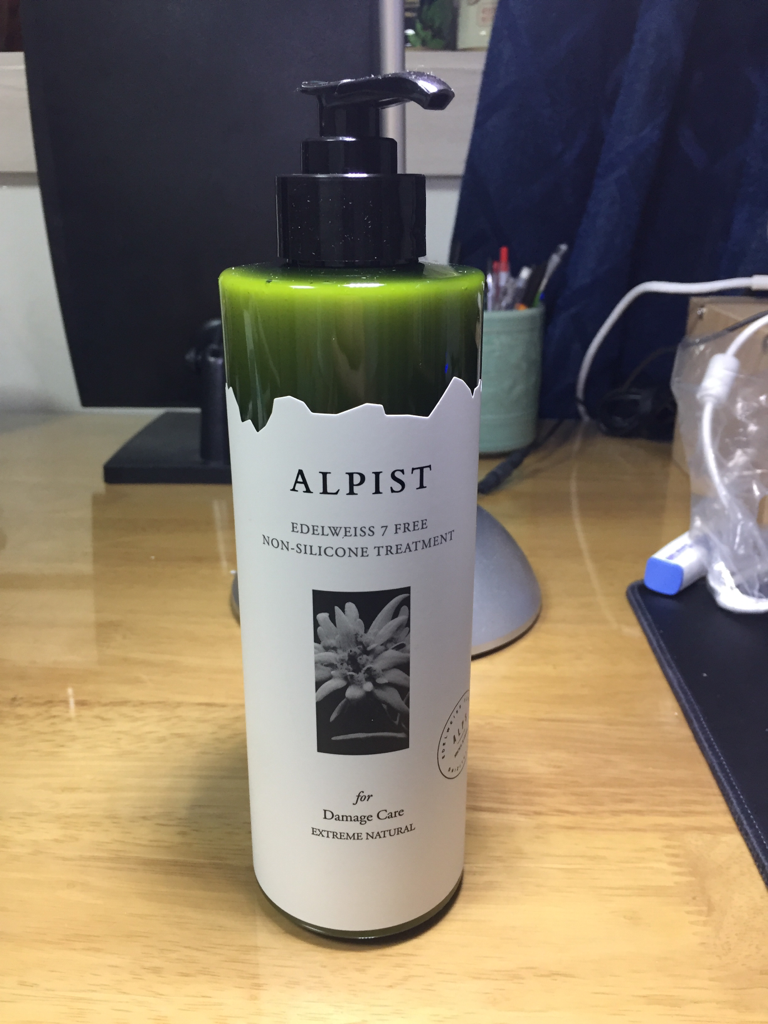 ALPIST
EDELWEISS 7 FREE
NON-SILICONE TREATMENT
for
Damage Care
EXTREME NATURAL